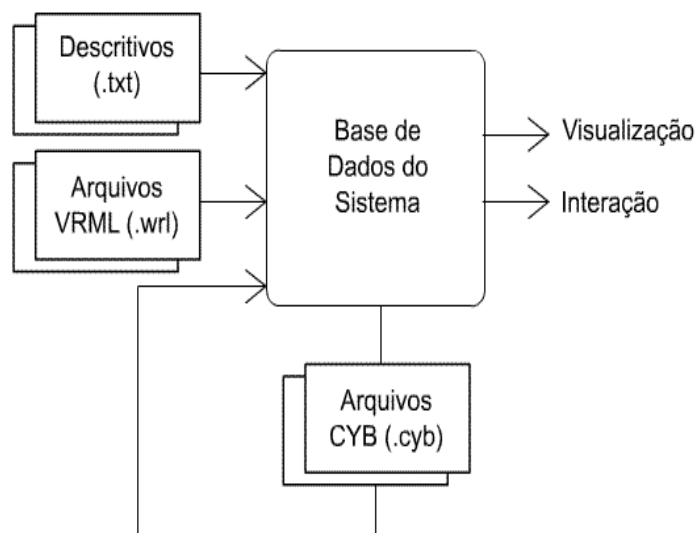 Descritivos
(.txt)
Base de
Dados do
Sistema
Visualização
Interação
Arquivos
VRML (.wrl)
Arquivos
CYB (.cyb)